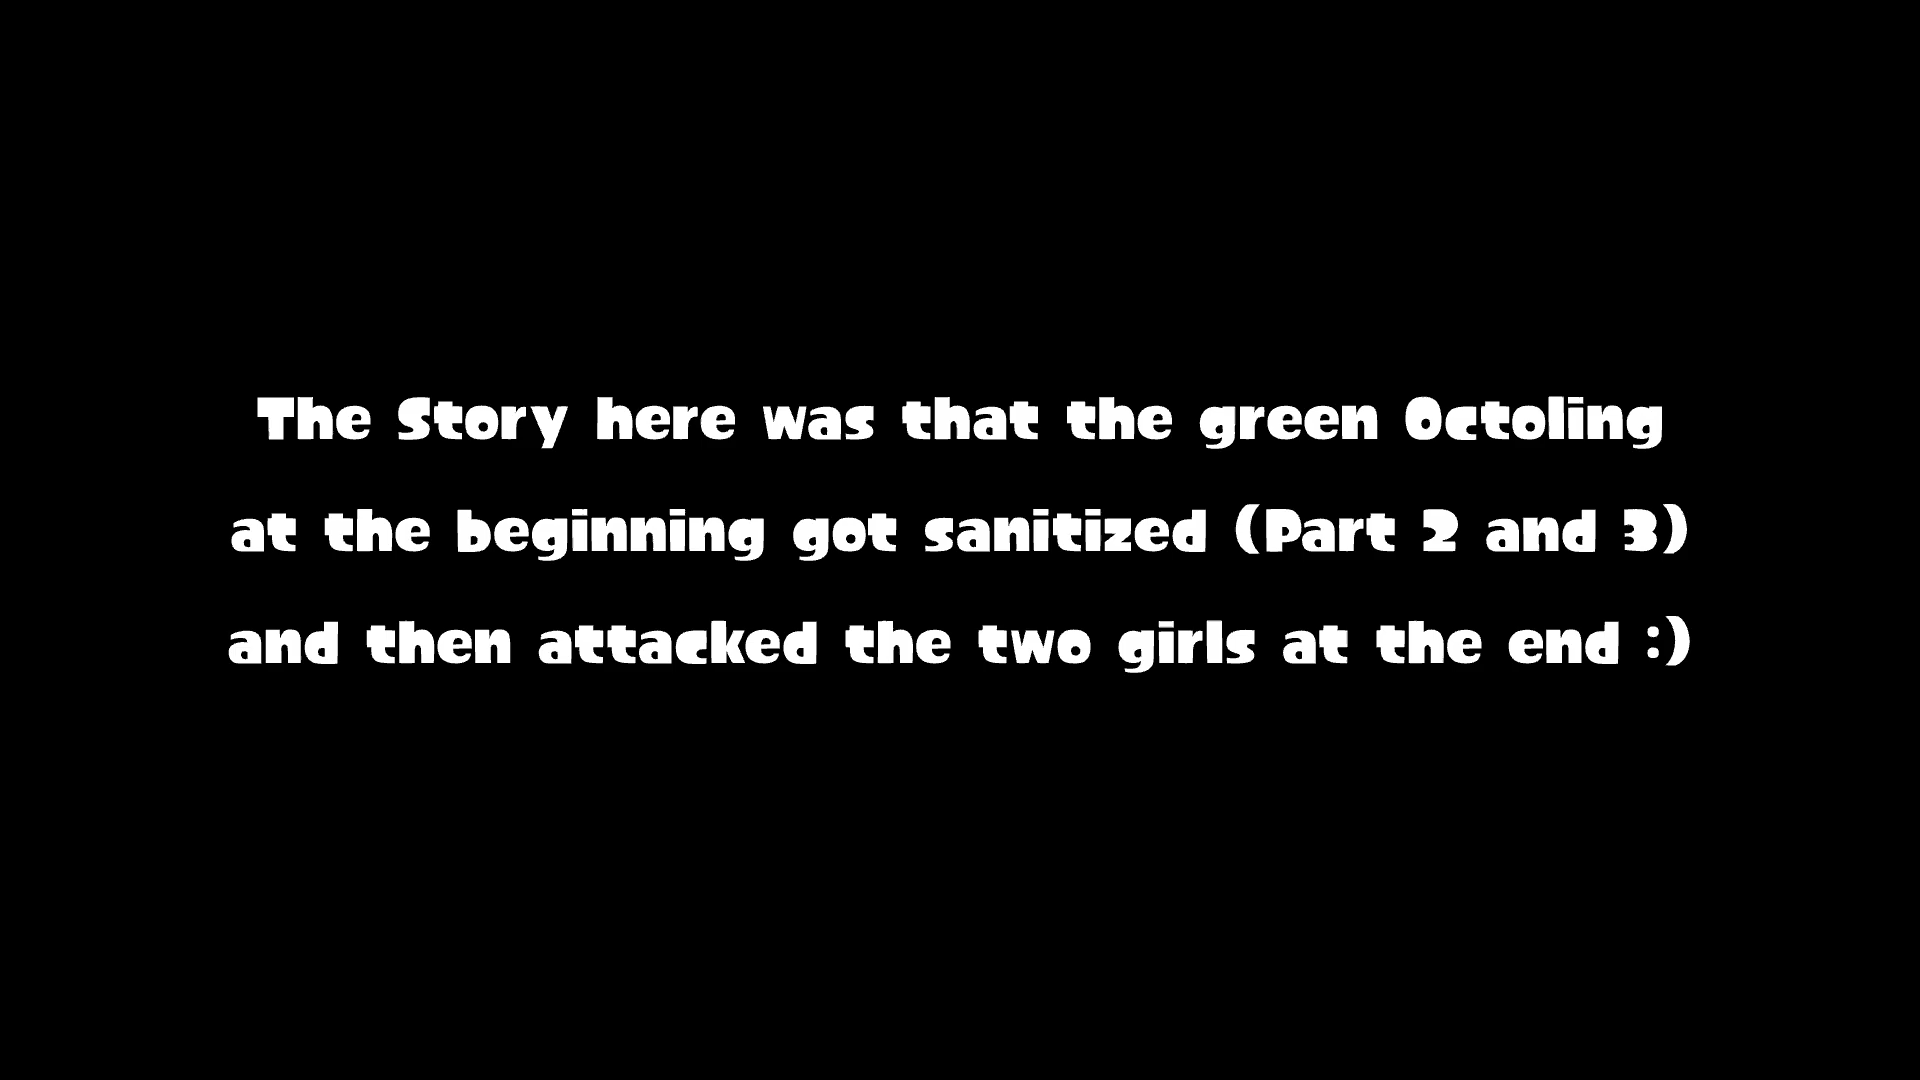 The Story here was that the green Octoling
at the beginning got sanitized (Part 2 and 3)
and then attacked the two girls at the end :)